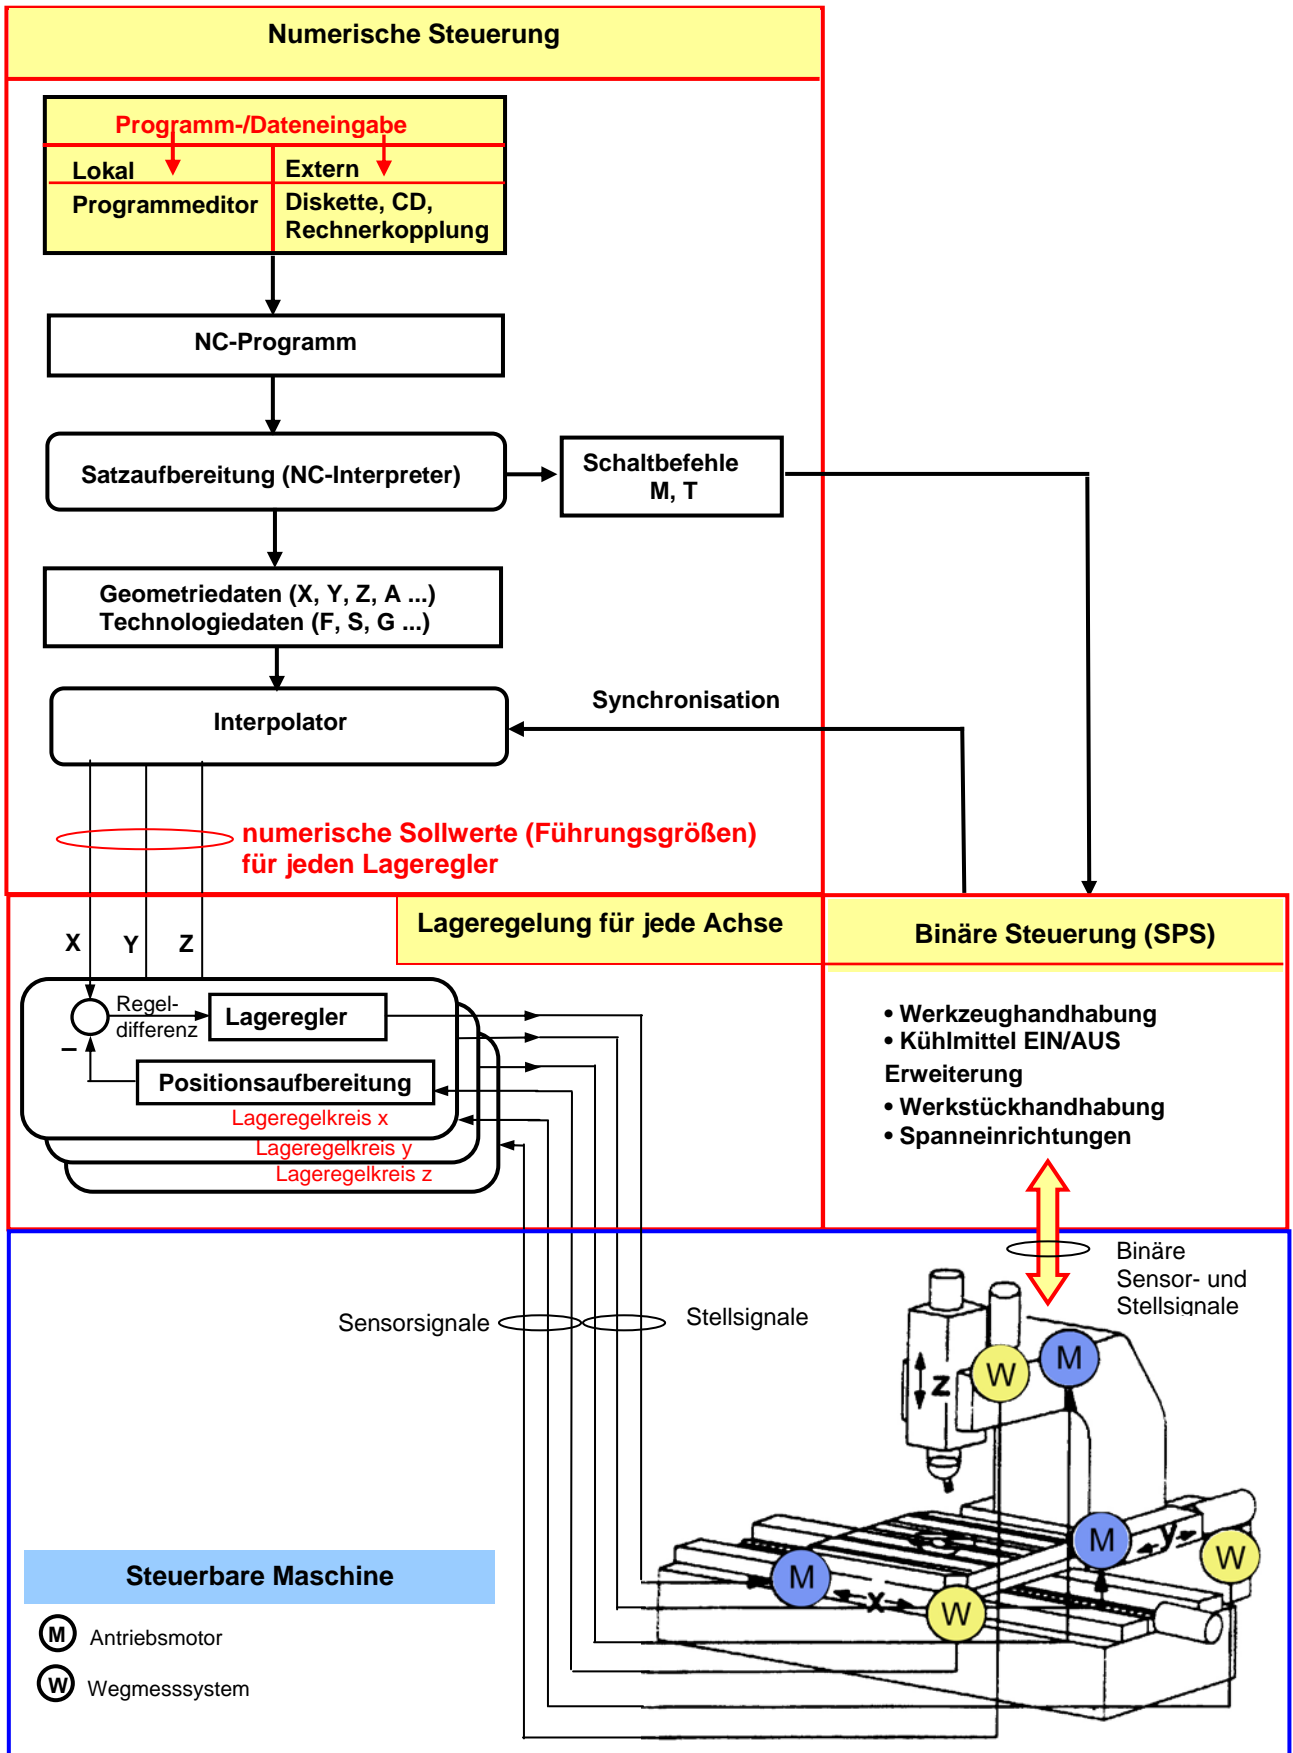 Numerische Steuerung
Programm-/Dateneingabe
Lokal
Extern
Programmeditor
Diskette, CD,
Rechnerkopplung
NC-Programm
Satzaufbereitung (NC-Interpreter)
Schaltbefehle
M, T
Geometriedaten (X, Y, Z, A ...)
Technologiedaten (F, S, G ...)
Interpolator
Synchronisation
numerische Sollwerte (Führungsgrößen)
für jeden Lageregler
Lageregelung für jede Achse
Binäre Steuerung (SPS)
X
Y
Z
Regel-
differenz
Lageregler
–
Positionsaufbereitung
Lageregelkreis x
Lageregelkreis y
Lageregelkreis z
• Werkzeughandhabung
• Kühlmittel EIN/AUS
Erweiterung
• Werkstückhandhabung
• Spanneinrichtungen
Binäre
Sensor- und
Stellsignale
Sensorsignale
Stellsignale
W
M
z
M
y
W
M
x
W
Steuerbare Maschine
M Antriebsmotor
W Wegmesssystem